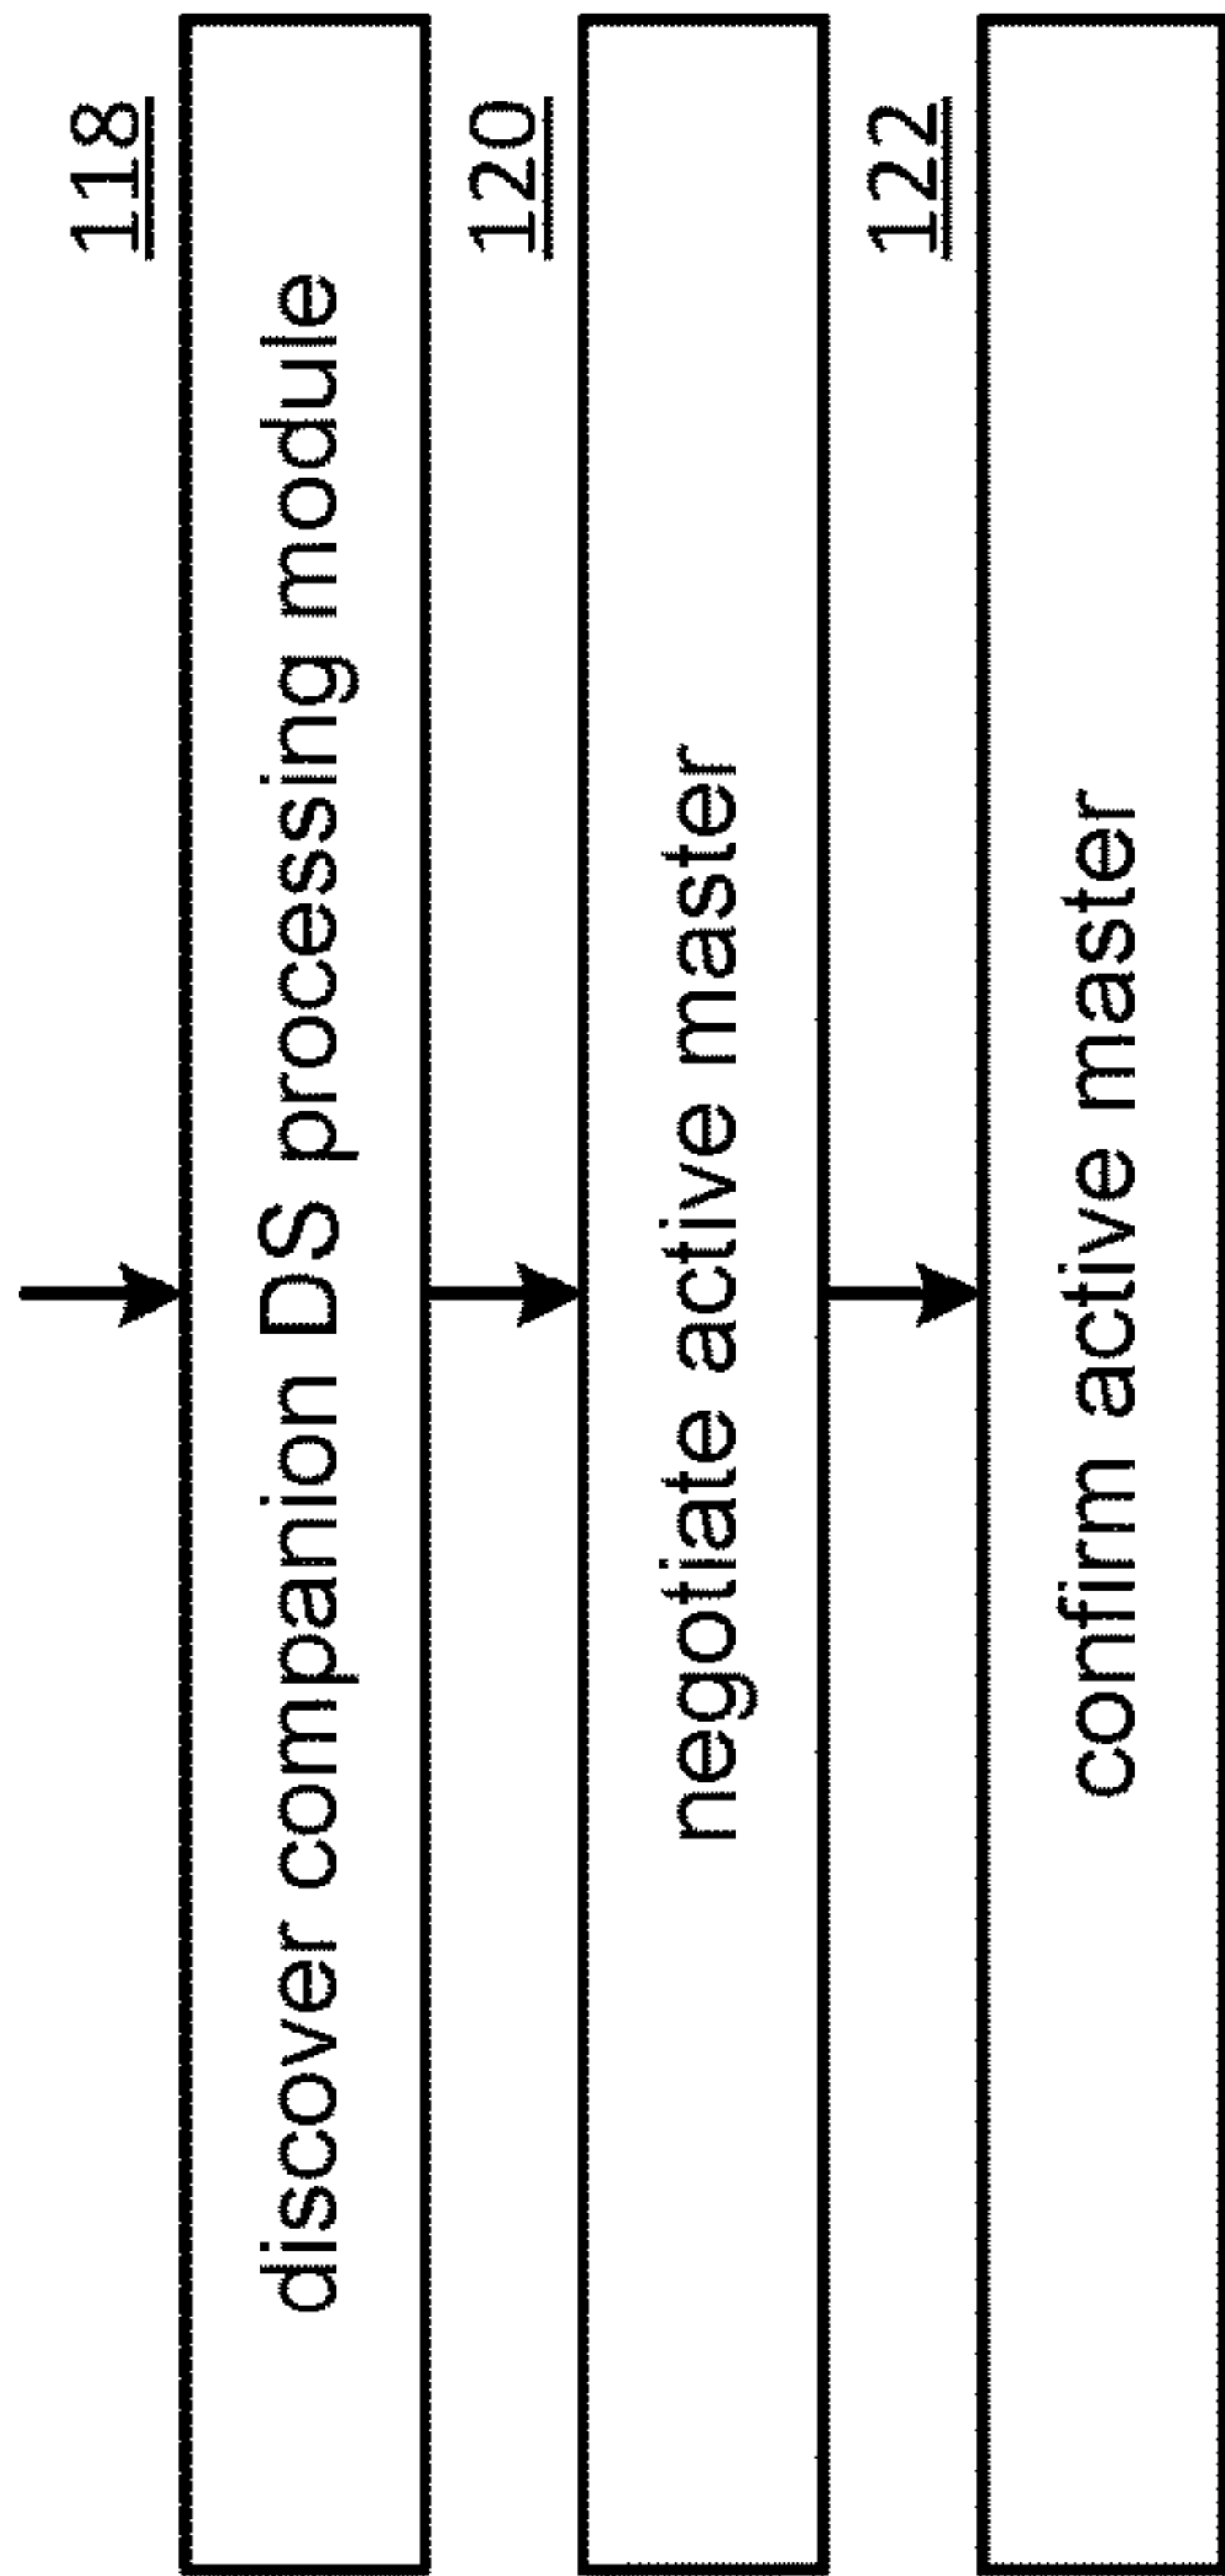 118
discover companion DS processing module
120
negotiate active master
122
confirm active master